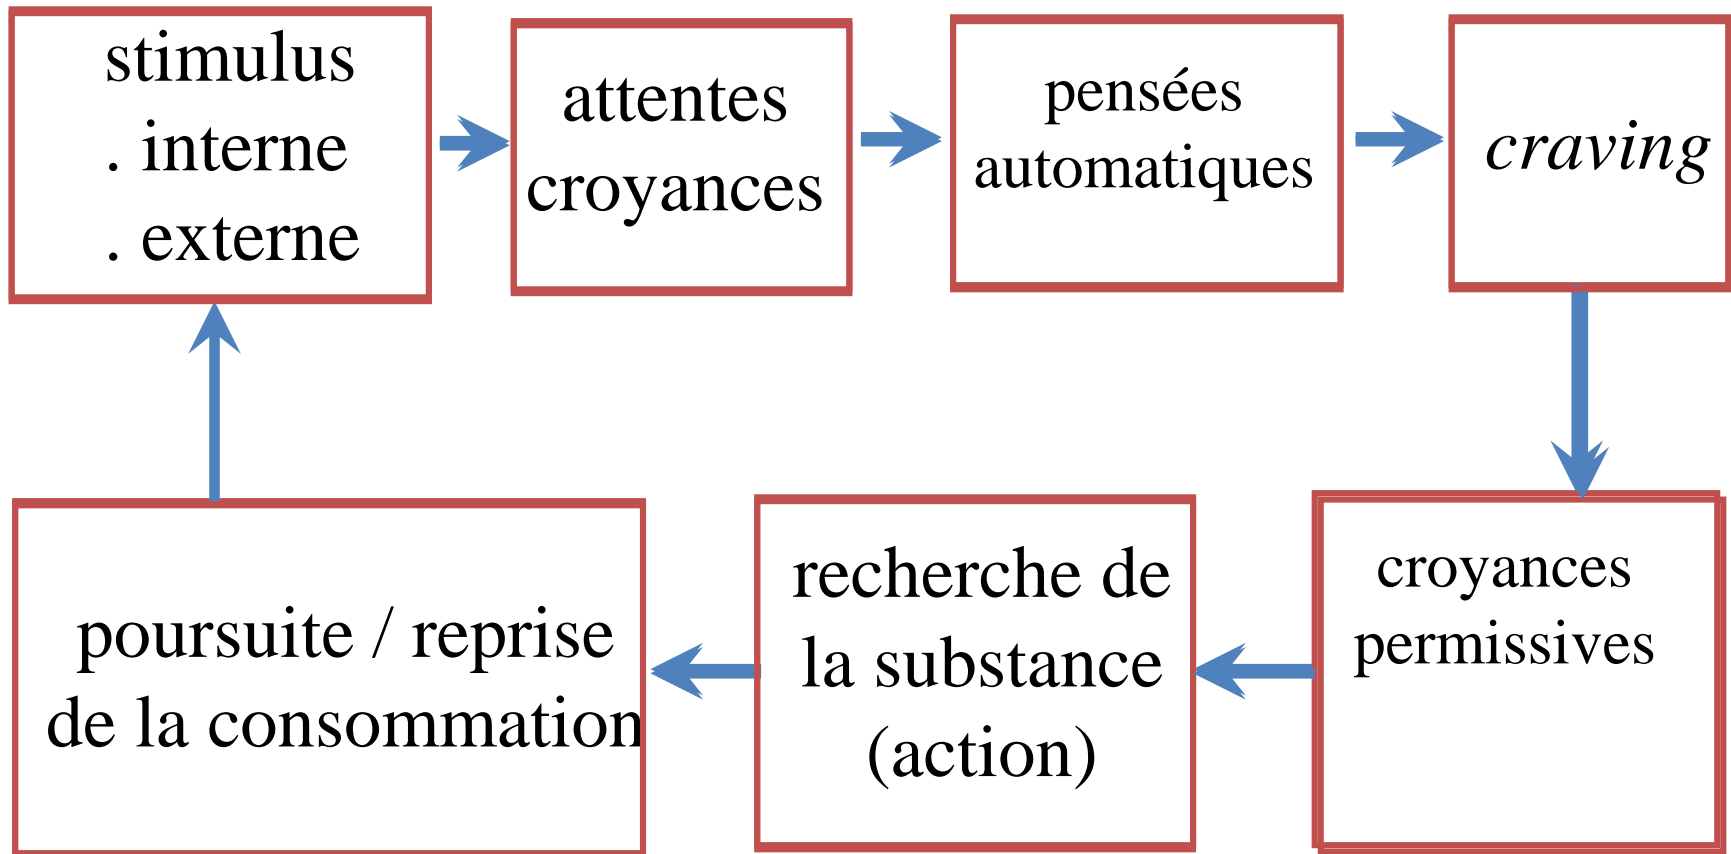 stimulus
. interne
. externe
attentes
croyances
pensées
automatiques
craving
croyances
permissives
recherche de
la substance
(action)
poursuite / reprise
de la consommation